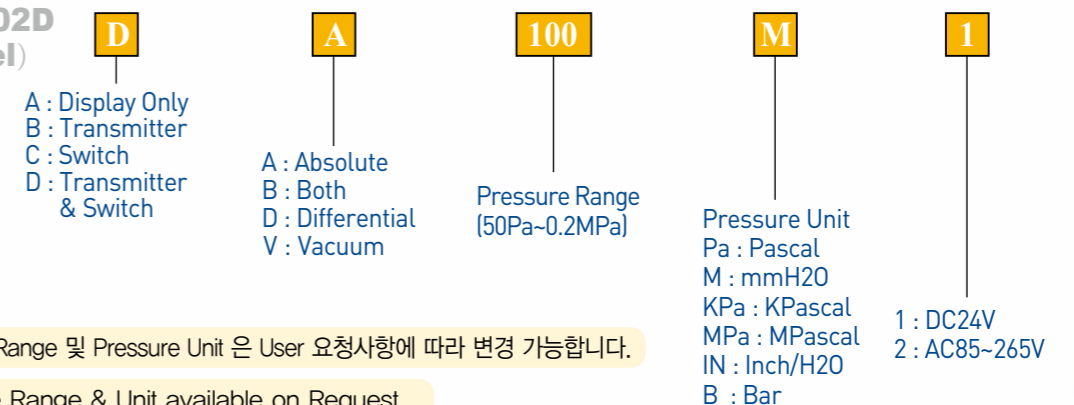 02D
D A 100 M 1
A : Display Only
B : Transmitter
C : Switch
D : Transmitter
& Switch
A : Absolute
B : Both
D : Differential
V : Vacuum
Pressure Range
(50Pa~0.2MPa)
Pressure Unit
Pa : Pascal
M : mmH2O
KPa : KPascal
MPa : MPascal
IN : Inch/H2O
B : Bar
1 : DC24V
2 : AC85~265V
Range 및 Pressure Unit 은 User 요청사항에 따라 변경 가능합니다.
Range & Unit available on Request